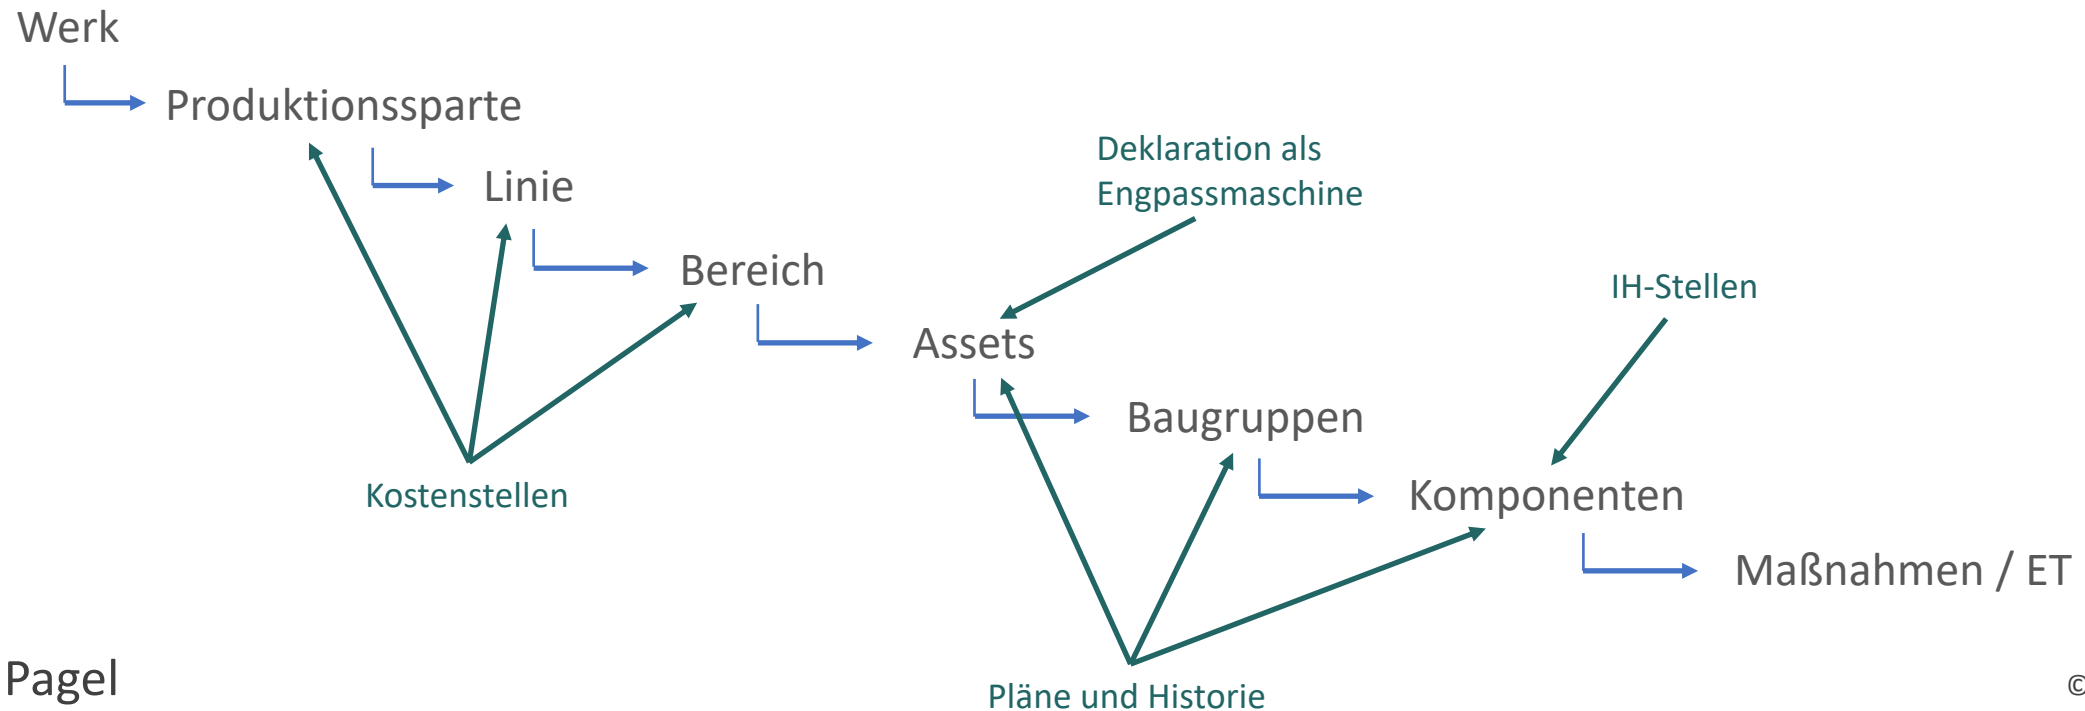 Werk
Produktionssparte
Deklaration als
Engpassmaschine
Linie
Bereich
IH-Stellen
Assets
Baugruppen
Kostenstellen
Komponenten
Maßnahmen / ET
Pagel
Pläne und Historie
©